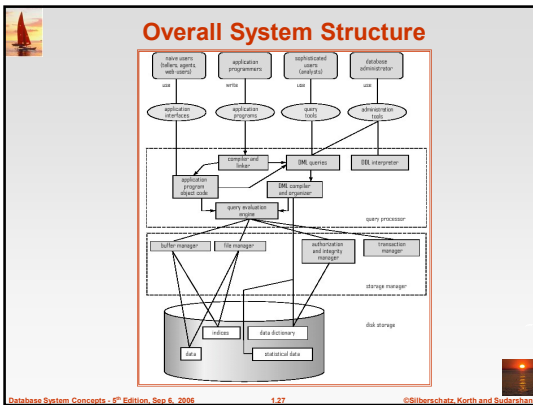 Overall System Structure
naive users
(tellers, agents,
web-users)
application
programmers
sophisticated
users
(analysts)
database
administrator
use
write
use
use
application
interfaces
application
programs
query
tools
administration
tools
compiler and
linker
DML queries
DDL interpreter
application
program
object code
DML compiler
and organizer
query evaluation
engine
query processor
buffer manager
file manager
authorization
and integrity
manager
transaction
manager
storage manager
disk storage
indices
data dictionary
data
statistical data
Database System Concepts - 5th Edition, Sep 6, 2006
1.27
©Silberschatz, Korth and Sudarshan